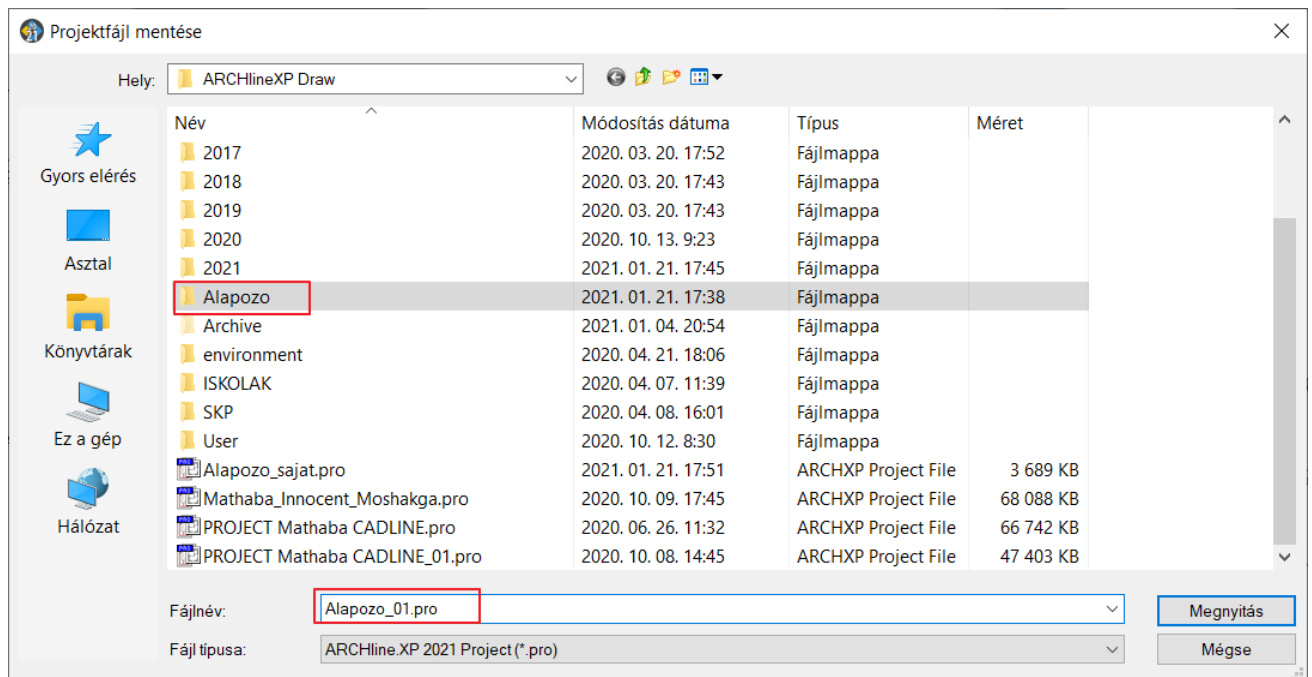 Projektfájl mentése
Hely: ARCHlineXP Draw
Név Módosítás dátuma Típus Méret
2017 2020. 03. 20. 17:52 Fájlmappa
2018 2020. 03. 20. 17:43 Fájlmappa
2019 2020. 03. 20. 17:43 Fájlmappa
2020 2020. 10. 13. 9:23 Fájlmappa
2021 2021. 01. 21. 17:45 Fájlmappa
Alapozo 2021. 01. 21. 17:38 Fájlmappa
Archive 2021. 01. 04. 20:54 Fájlmappa
environment 2020. 04. 21. 18:06 Fájlmappa
ISKOLAK 2020. 04. 07. 11:39 Fájlmappa
SKP 2020. 04. 08. 16:01 Fájlmappa
User 2020. 10. 12. 8:30 Fájlmappa
Alapozo_sajat.pro 2021. 01. 21. 17:51 ARCHXP Project File 3 689 KB
Mathaba_Innocent_Moshakga.pro 2020. 10. 09. 17:45 ARCHXP Project File 68 088 KB
PROJECT Mathaba CADLINE.pro 2020. 06. 26. 11:32 ARCHXP Project File 66 742 KB
PROJECT Mathaba CADLINE_01.pro 2020. 10. 08. 14:45 ARCHXP Project File 47 403 KB
Gyors elérés
Asztal
Könyvtárak
Ez a gép
Hálózat
Fájlnév: Alapozo_01.pro Megnyitás
Fájl típusa: ARCHline.XP 2021 Project (*.pro) Mégse